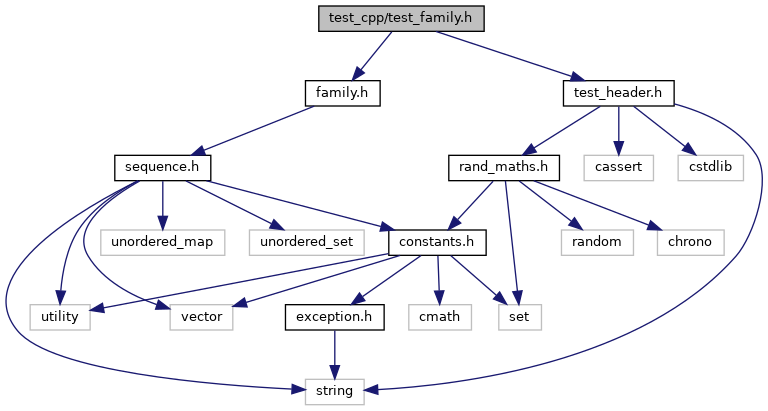 test_cpp/test_family.h
family.h
test_header.h
sequence.h
rand_maths.h
cassert
cstdlib
unordered_map
unordered_set
constants.h
random
chrono
utility
vector
exception.h
cmath
set
string